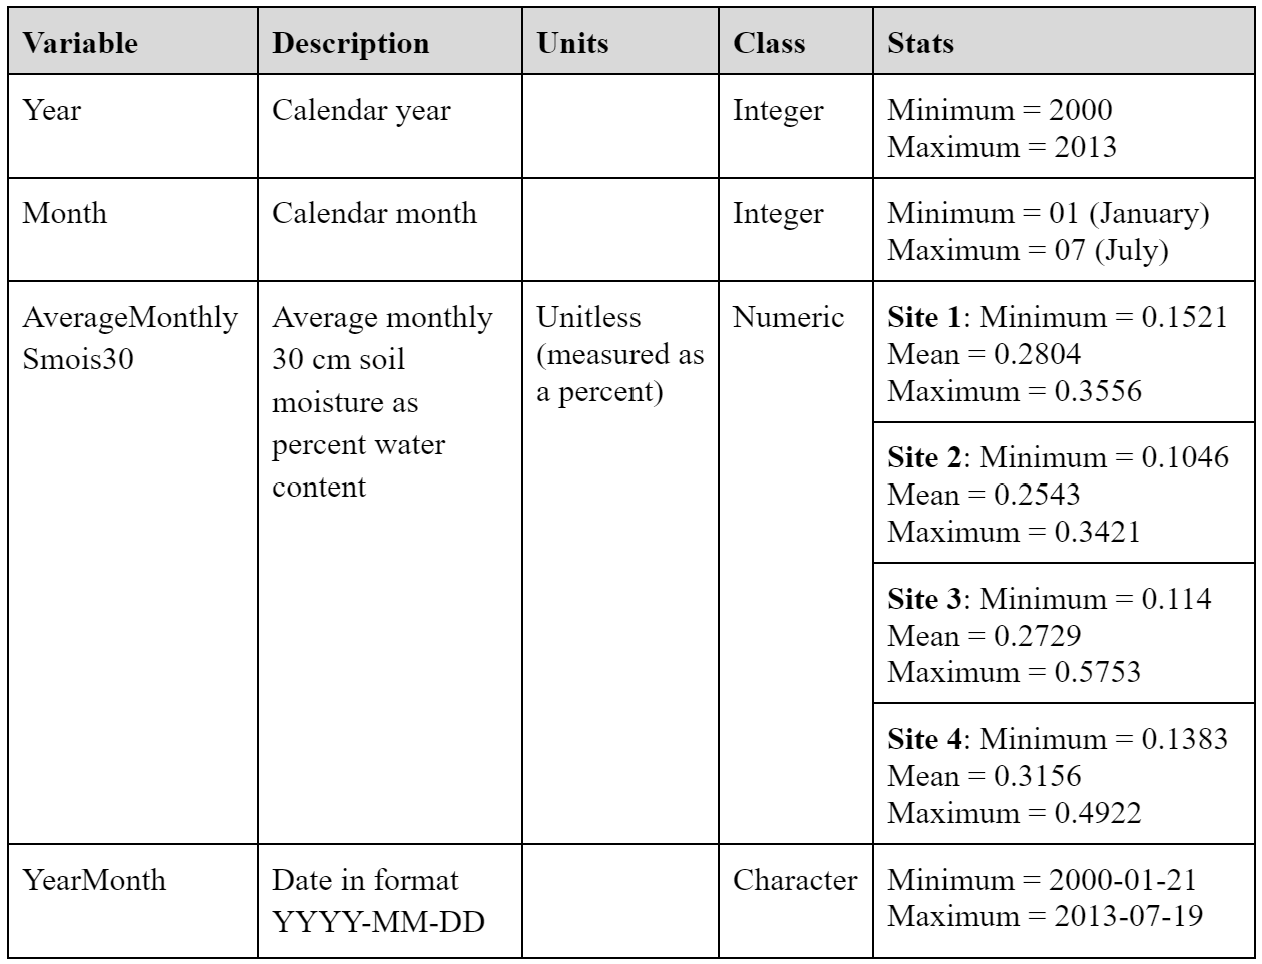 Variable Description Units Class Stats
Year Calendar year Integer Minimum = 2000
Maximum = 2013
Month Calendar month Integer Minimum = 01 (January)
Maximum = 07 (July)
AverageMonthly
Smois30
Average monthly
30 cm soil
moisture as
percent water
content
Unitless
(measured as
a percent)
Numeric
Site 1: Minimum = 0.1521
Mean = 0.2804
Maximum = 0.3556
Site 2: Minimum = 0.1046
Mean = 0.2543
Maximum = 0.3421
Site 3: Minimum = 0.114
Mean = 0.2729
Maximum = 0.5753
Site 4: Minimum = 0.1383
Mean = 0.3156
Maximum = 0.4922
YearMonth
Date in format
YYYY-MM-DD
Character
Minimum = 2000-01-21
Maximum = 2013-07-19